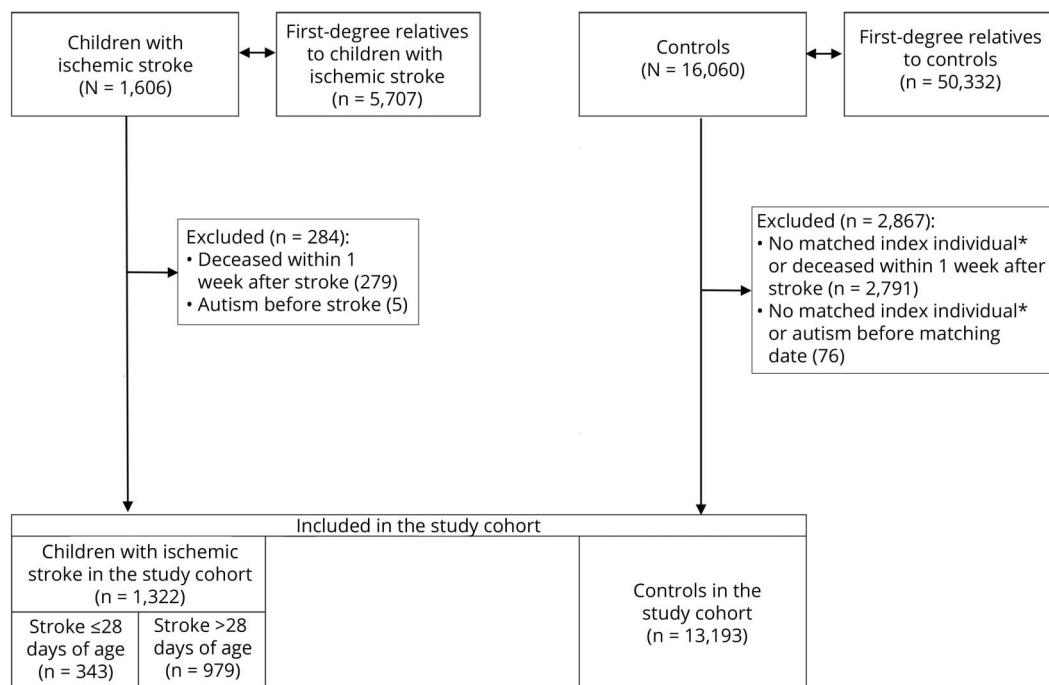 Children with
ischemic stroke
(N = 1,606)
First-degree relatives
to children with
ischemic stroke
(n = 5,707)
Controls
(N = 16,060)
First-degree relatives
to controls
(n = 50,332)
Excluded (n = 284):
• Deceased within 1
week after stroke (279)
• Autism before stroke (5)
Excluded (n = 2,867):
• No matched index individual*
or deceased within 1 week after
stroke (n = 2,791)
• No matched index individual*
or autism before matching
date (76)
Included in the study cohort
Children with ischemic
stroke in the study cohort
(n = 1,322)
Stroke ≤28
days of age
(n = 343)
Stroke >28
days of age
(n = 979)
Controls in the
study cohort
(n = 13,193)